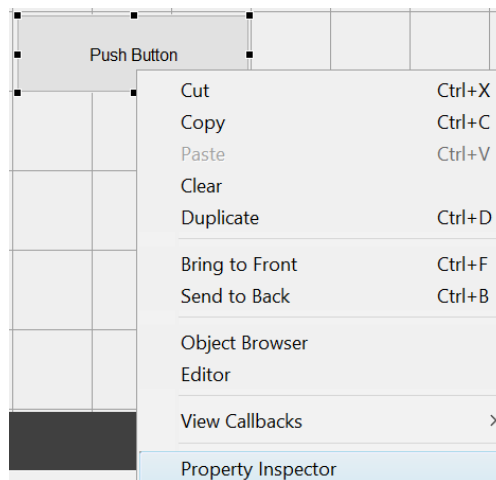 Push Button
Cut Ctrl+X
Copy Ctrl+C
Paste Ctrl+V
Clear
Duplicate Ctrl+D
Bring to Front Ctrl+F
Send to Back Ctrl+B
Object Browser
Editor
View Callbacks
Property Inspector